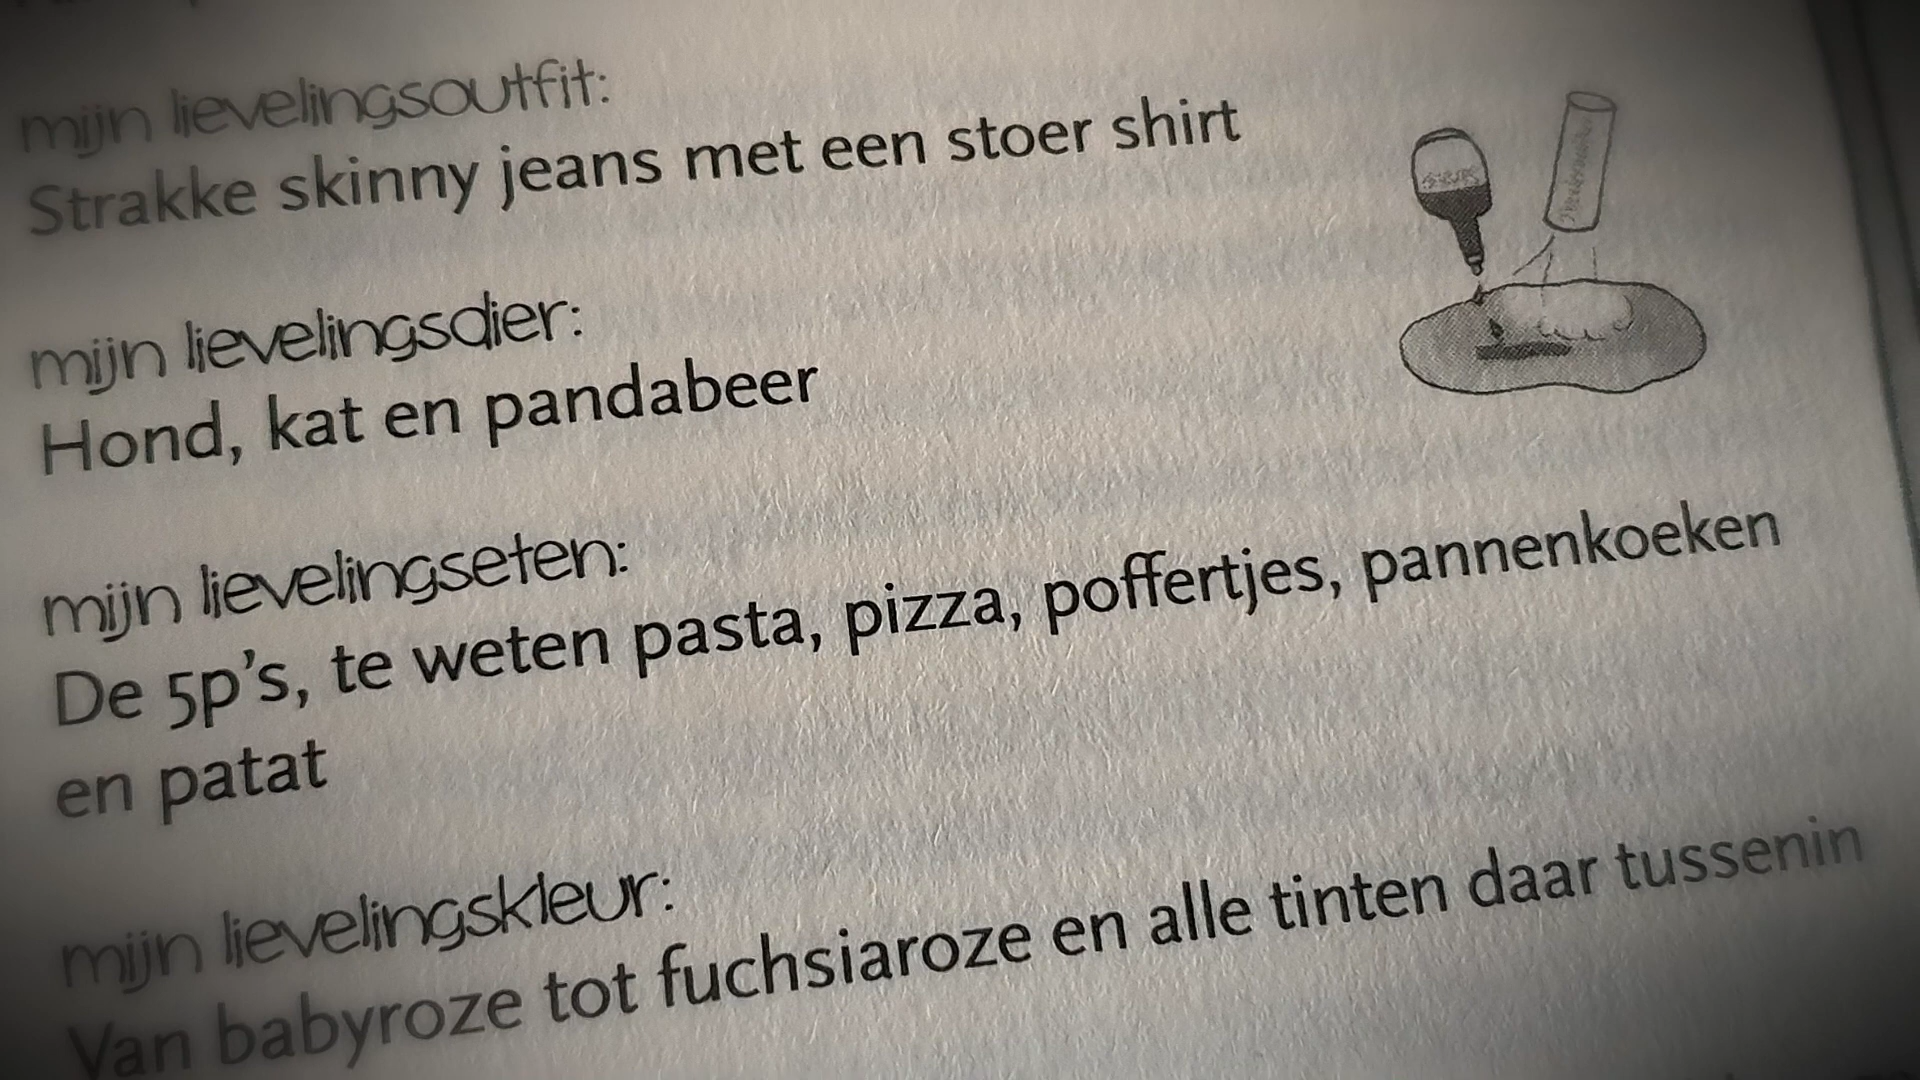 mijn lievelingsoutfit:
Strakke skinny jeans met een stoer shirt
mijn lievelingsdier:
Hond, kat en pandabeer
mijn lievelingseten:
De 5p's, te weten pasta, pizza, poffertjes, pannenkoeken
en patat
mijn lievelingskleur:
Van babyroze tot fuchsiaroze en alle tinten daar tussenin